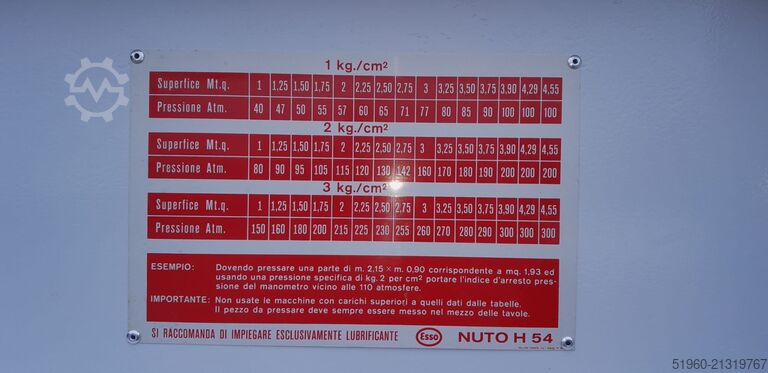 1 kg./cm²
Superfice Mt.q. 1 1,25 1,50 1,75 2 2,25 2,50 2,75 3 3,25 3,50 3,75 3,90 4,29 4,55
Pressione Atm. 40 47 50 55 57 60 65 71 77 80 85 90 100 100 100
2 kg./cm²
Superfice Mt.q. 1 1,25 1,50 1,75 2 2,25 2,50 2,75 3 3,25 3,50 3,75 3,90 4,29 4,55
Pressione Atm. 80 90 95 105 115 120 130 142 160 170 180 190 200 200 200
3 kg./cm²
Superfice Mt.q. 1 1,25 1,50 1,75 2 2,25 2,50 2,75 3 3,25 3,50 3,75 3,90 4,29 4,55
Pressione Atm. 150 160 180 200 215 225 230 255 260 270 280 290 300 300 300
ESEMPIO: Dovendo pressare una parte di m. 2,15 × m. 0,90 corrispondente a mq. 1,93 ed
usando una pressione specifica di kg. 2 per cm² portare l'indice d'arresto pres-
sione del manometro vicino alle 110 atmosfere.
IMPORTANTE: Non usate le macchine con carichi superiori a quelli dati dalle tabelle.
Il pezzo da pressare deve sempre essere messo nel mezzo delle tavole.
SI RACCOMANDA DI IMPIEGARE ESCLUSIVAMENTE LUBRIFICANTE Esso NUTO H 54
51960-21319767